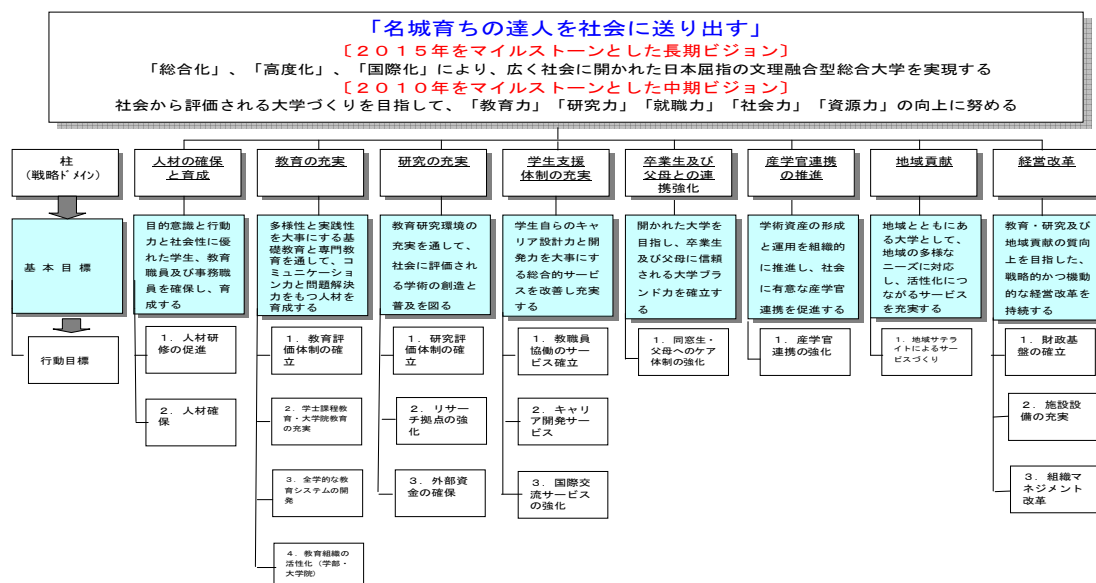 「名城育ちの達人を社会に送り出す」
〔２０１５年をマイルストーンとした長期ビジョン〕
「総合化」、「高度化」、「国際化」により、広く社会に開かれた日本屈指の文理融合型総合大学を実現する
〔２０１０年をマイルストーンとした中期ビジョン〕
社会から評価される大学づくりを目指して、「教育力」「研究力」「就職力」「社会力」「資源力」の向上に努める
柱
（戦略ドメイン）
人材の確保
と育成
教育の充実
研究の充実
学生支援
体制の充実
卒業生及び
父母との連
携強化
産学官連携
の推進
地域貢献
経営改革
基本目標
目的意識と行動
力と社会性に優
れた学生、教育
職員及び事務職
員を確保し、育
成する
多様性と実践性
を大事にする基
礎教育と専門教
育を通して、コ
ミュニケーショ
ン力と問題解決
力をもつ人材を
育成する
教育研究環境の
充実を通して、
社会に評価され
る学術の創造と
普及を図る
学生自らのキャ
リア設計力と開
発力を大事にす
る総合的サービ
スを改善し充実
する
開かれた大学を
目指し、卒業生
及び父母に信頼
される大学ブラ
ンド力を確立す
る
学術資産の形成
と運用を組織的
に推進し、社会
に有意な産学官
連携を促進する
地域とともにあ
る大学として、
地域の多様な
ニーズに対応
し、活性化につ
ながるサービス
を充実する
教育・研究及び
地域貢献の質向
上を目指した、
戦略的かつ機動
的な経営改革を
持続する
行動目標
１．人材研
修の促進
２．人材確
保
１．教育評
価体制の確
立
２．学士課程教
育・大学院教育
の充実
３．全学的な教
育システムの開
発
４．教育組織の
活性化（学部・
大学院）
１．研究評
価体制の確
立
２．リサー
チ拠点の強
化
３．外部資
金の確保
１．教職員
協働のサー
ビス確立
２．キャリ
ア開発サー
ビス
３．国際交
流サービス
の強化
１．同窓生・
父母へのケア
体制の強化
１．産学官
連携の強化
１．地域サテラ
イトによるサー
ビスづくり
１．財政基
盤の確立
２．施設設
備の充実
３．組織マ
ネジメント
改革